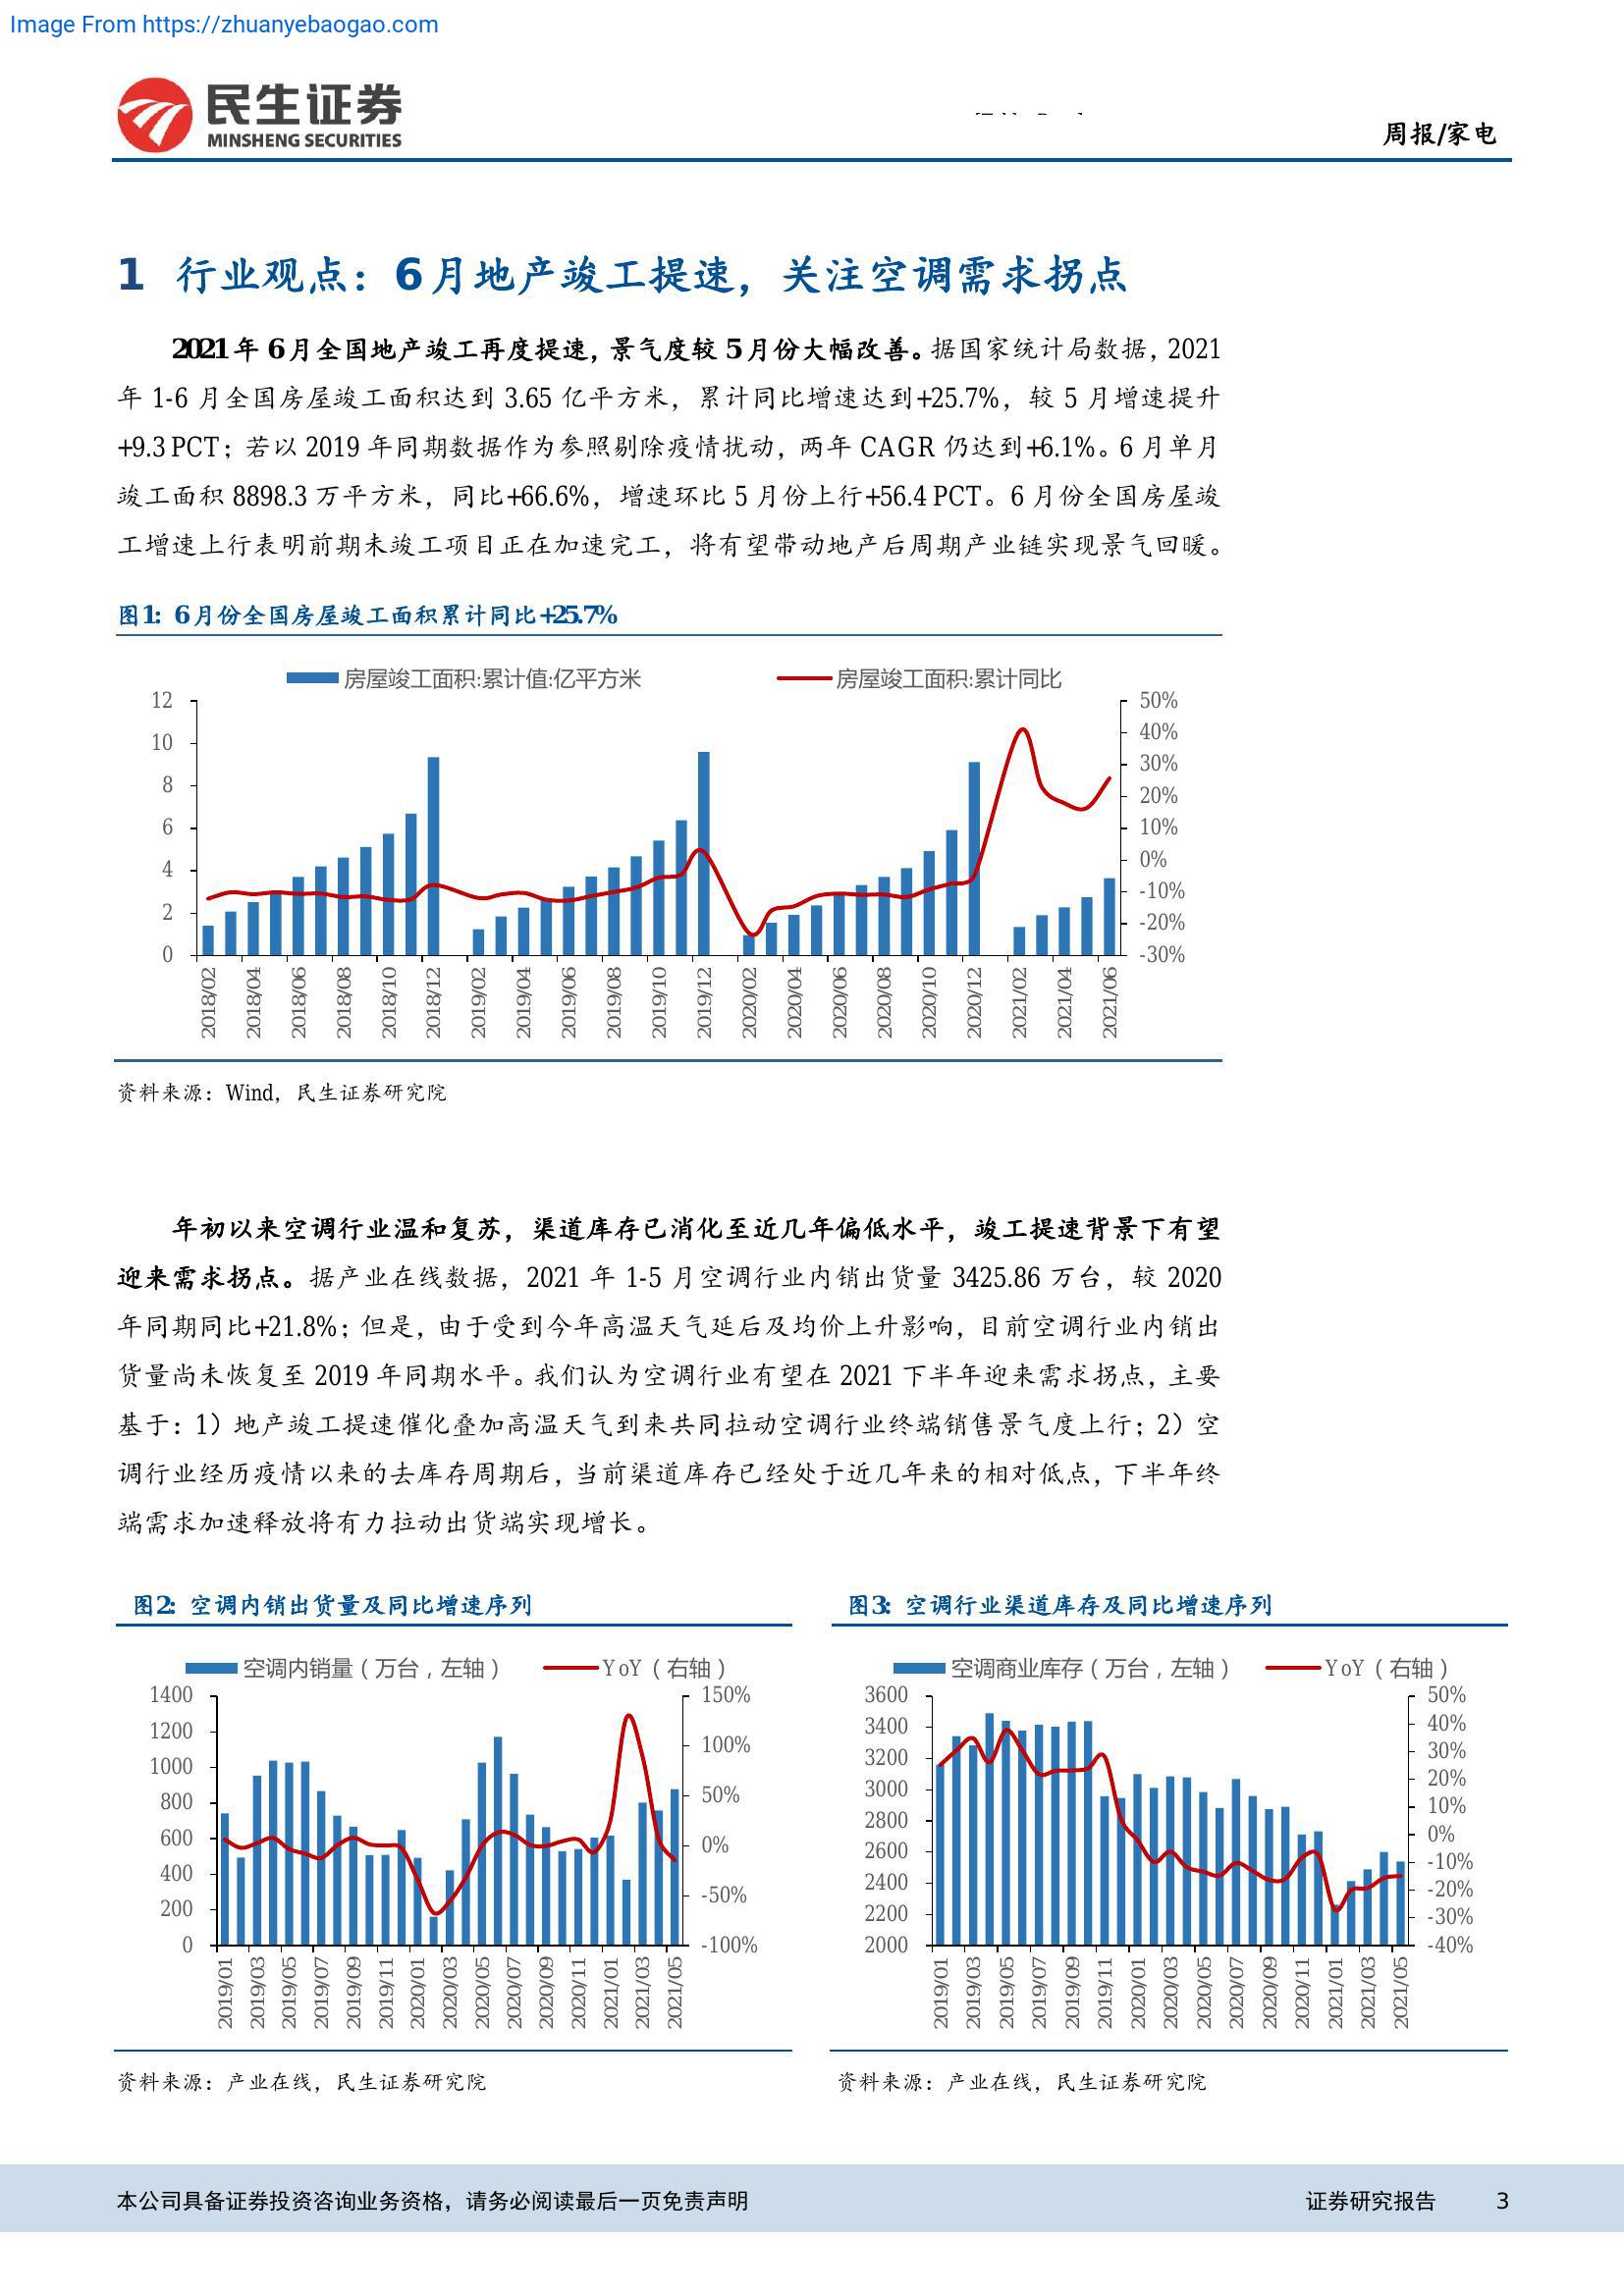 Image From https://zhuanyebaogao.com
民生证券
MINSHENG SECURITIES
周报/家电
1 行业观点：6月地产竣工提速，关注空调需求拐点
2021年6月全国地产竣工再度提速，景气度较5月份大幅改善。据国家统计局数据，2021
年 1-6 月全国房屋竣工面积达到 3.65 亿平方米，累计同比增速达到+25.7%，较 5 月增速提升
+9.3 PCT；若以 2019 年同期数据作为参照剔除疫情扰动，两年 CAGR 仍达到+6.1%。6 月单月
竣工面积 8898.3 万平方米，同比+66.6%，增速环比 5 月份上行+56.4 PCT。6 月份全国房屋竣
工增速上行表明前期未竣工项目正在加速完工，将有望带动地产后周期产业链实现景气回暖。
图1：6月份全国房屋竣工面积累计同比+25.7%
房屋竣工面积:累计值:亿平方米 房屋竣工面积:累计同比
12 50%
40%
10
30%
8
20%
6 10%
0%
4
-10%
2
-20%
0 -30%
2018/02 2018/04 2018/06 2018/08 2018/10 2018/12 2019/02 2019/04 2019/06 2019/08 2019/10 2019/12 2020/02 2020/04 2020/06 2020/08 2020/10 2020/12 2021/02 2021/04 2021/06
资料来源：Wind，民生证券研究院
年初以来空调行业温和复苏，渠道库存已消化至近几年偏低水平，竣工提速背景下有望
迎来需求拐点。据产业在线数据，2021 年 1-5 月空调行业内销出货量 3425.86 万台，较 2020
年同期同比+21.8%；但是，由于受到今年高温天气延后及均价上升影响，目前空调行业内销出
货量尚未恢复至 2019 年同期水平。我们认为空调行业有望在 2021 下半年迎来需求拐点，主要
基于：1）地产竣工提速催化叠加高温天气到来共同拉动空调行业终端销售景气度上行；2）空
调行业经历疫情以来的去库存周期后，当前渠道库存已经处于近几年来的相对低点，下半年终
端需求加速释放将有力拉动出货端实现增长。
图2：空调内销出货量及同比增速序列
空调内销量（万台，左轴） YoY（右轴）
1400 150%
1200
100%
1000
800 50%
600 0%
400
-50%
200
0 -100%
2019/01 2019/03 2019/05 2019/07 2019/09 2019/11 2020/01 2020/03 2020/05 2020/07 2020/09 2020/11 2021/01 2021/03 2021/05
资料来源：产业在线，民生证券研究院
图3：空调行业渠道库存及同比增速序列
空调商业库存（万台，左轴） YoY（右轴）
3600 50%
3400 40%
30%
3200
20%
3000
10%
2800
0%
2600
-10%
2400 -20%
2200 -30%
2000 -40%
2019/01 2019/03 2019/05 2019/07 2019/09 2019/11 2020/01 2020/03 2020/05 2020/07 2020/09 2020/11 2021/01 2021/03 2021/05
资料来源：产业在线，民生证券研究院
本公司具备证券投资咨询业务资格，请务必阅读最后一页免责声明 证券研究报告 3